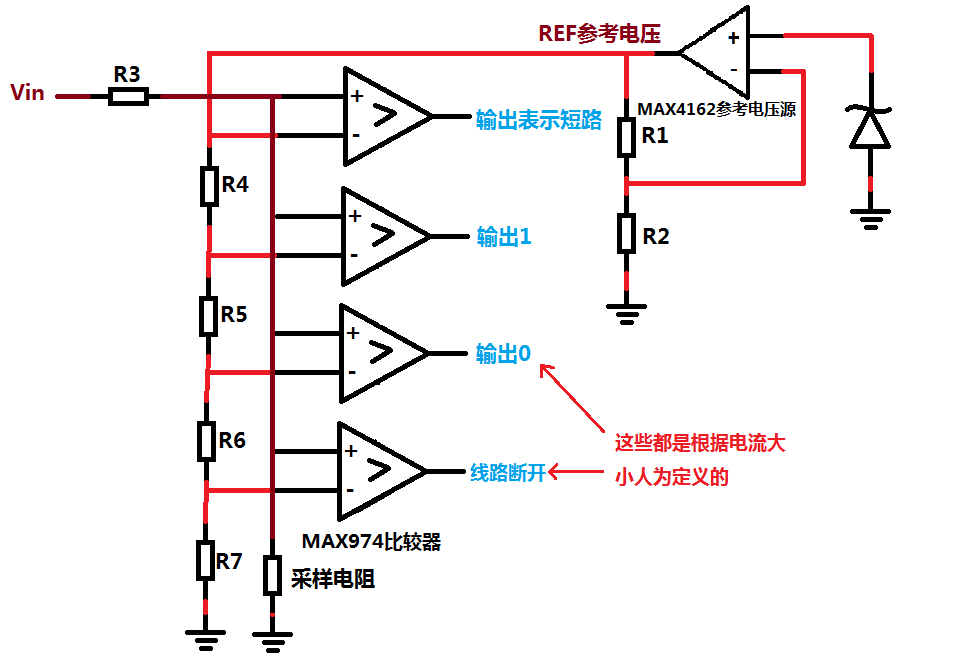 REF参考电压
Vin
R3
+
-
>
输出表示短路
+
-
MAX4162参考电压源
R1
R4
+
-
>
输出1
R2
R5
+
-
>
输出0
R6
+
-
>
线路断开
这些都是根据电流大
小人为定义的
MAX974比较器
R7
采样电阻